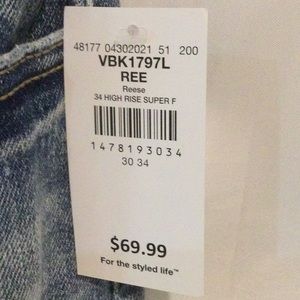 48177 04302021 51 200
VBK1797L
REE
Reese
34 HIGH RISE SUPER F
1478193034
30 34
$69.99
For the styled life™